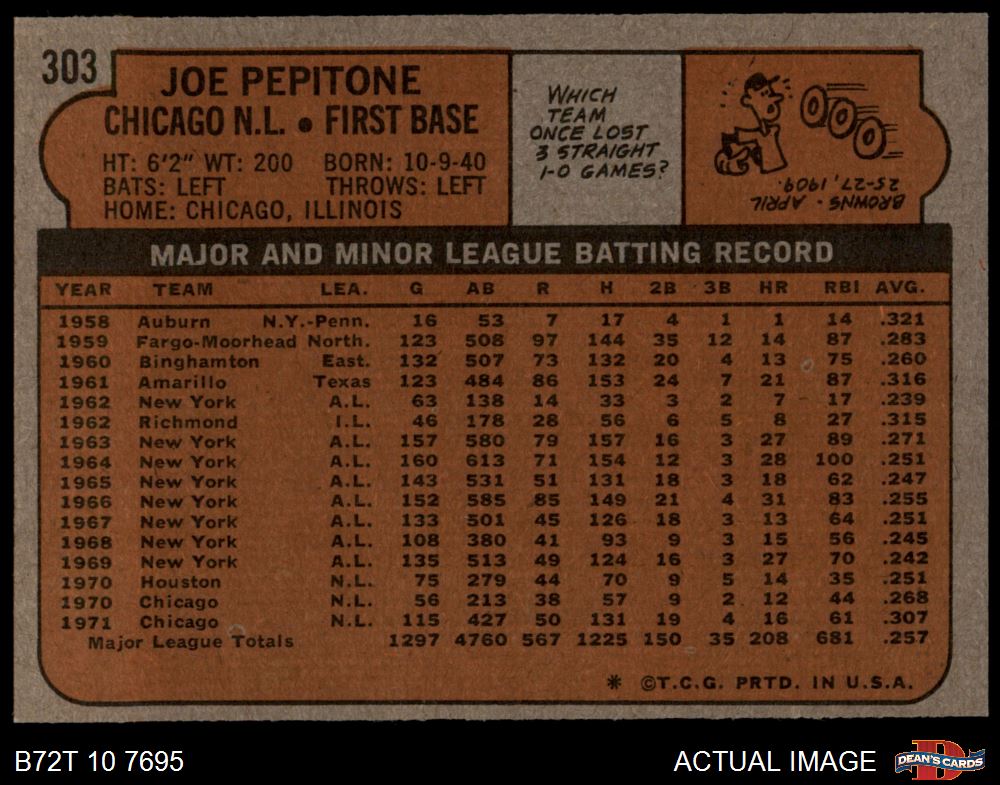 303
JOE PEPITONE
CHICAGO N.L. • FIRST BASE
HT: 6'2" WT: 200 BORN: 10-9-40
BATS: LEFT THROWS: LEFT
HOME: CHICAGO, ILLINOIS
WHICH
TEAM
ONCE LOST
3 STRAIGHT
1-0 GAMES?
BROWNS - APRIL
25-27, 1909.
MAJOR AND MINOR LEAGUE BATTING RECORD
YEAR TEAM LEA. G AB R H 2B 3B HR RBI AVG.
1958 Auburn N.Y.-Penn. 16 53 7 17 4 1 1 14 .321
1959 Fargo-Moorhead North. 123 508 97 144 35 12 14 87 .283
1960 Binghamton East. 132 507 73 132 20 4 13 75 .260
1961 Amarillo Texas 123 484 86 153 24 7 21 87 .316
1962 New York A.L. 63 138 14 33 3 2 7 17 .239
1962 Richmond I.L. 46 178 28 56 6 5 8 27 .315
1963 New York A.L. 157 580 79 157 16 3 27 89 .271
1964 New York A.L. 160 613 71 154 12 3 28 100 .251
1965 New York A.L. 143 531 51 131 18 3 18 62 .247
1966 New York A.L. 152 585 85 149 21 4 31 83 .255
1967 New York A.L. 133 501 45 126 18 3 13 64 .251
1968 New York A.L. 108 380 41 93 9 3 15 56 .245
1969 New York A.L. 135 513 49 124 16 3 27 70 .242
1970 Houston N.L. 75 279 44 70 9 5 14 35 .251
1970 Chicago N.L. 56 213 38 57 9 2 12 44 .268
1971 Chicago N.L. 115 427 50 131 19 4 16 61 .307
Major League Totals 1297 4760 567 1225 150 35 208 681 .257
* ©T.C.G. PRTD. IN U.S.A.
B72T 10 7695 ACTUAL IMAGE
D
DEAN'S CARDS